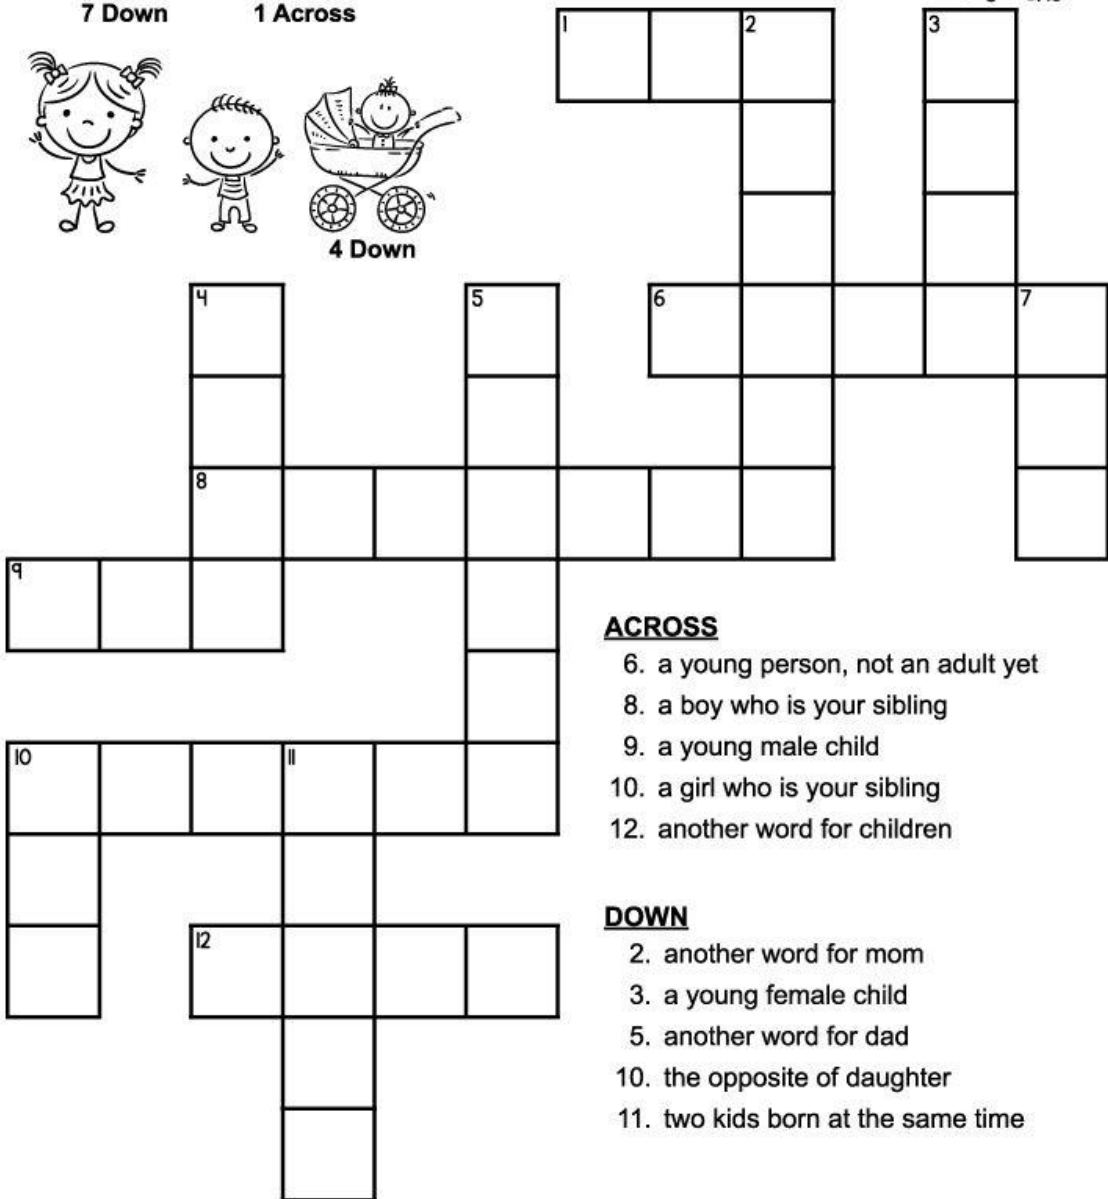 7 Down 1 Across
1 2 3
4 Down
4 5 6 7
8
9
ACROSS
6. a young person, not an adult yet
8. a boy who is your sibling
9. a young male child
10. a girl who is your sibling
12. another word for children
10 11
12
DOWN
2. another word for mom
3. a young female child
5. another word for dad
10. the opposite of daughter
11. two kids born at the same time